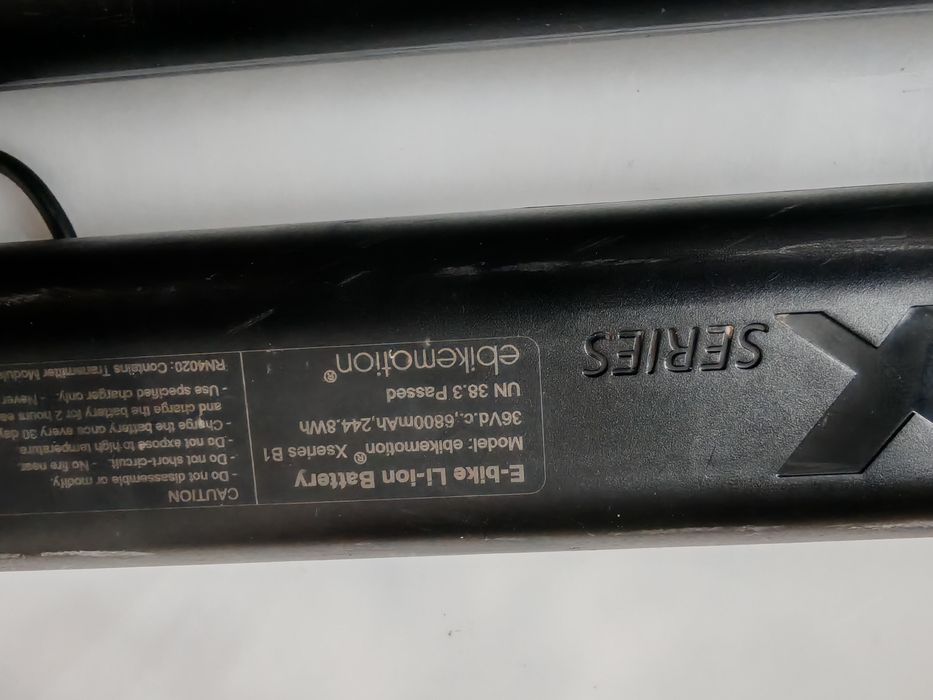 X
SERIES
E-bike Li-ion Battery
Model: ebikemotion® Xseries B1
36Vd.c.,6800mAh,244.8Wh
UN 38.3 Passed
ebikemotion®
CAUTION
- Do not disassemble or modify.
- Do not short-circuit. - No fire near
- Do not expose to high temperature
- Charge the battery once every 30 day
and charge the battery for 2 hours
- Use specified charger only. - Never
RN4020: Contains Transmitter Module